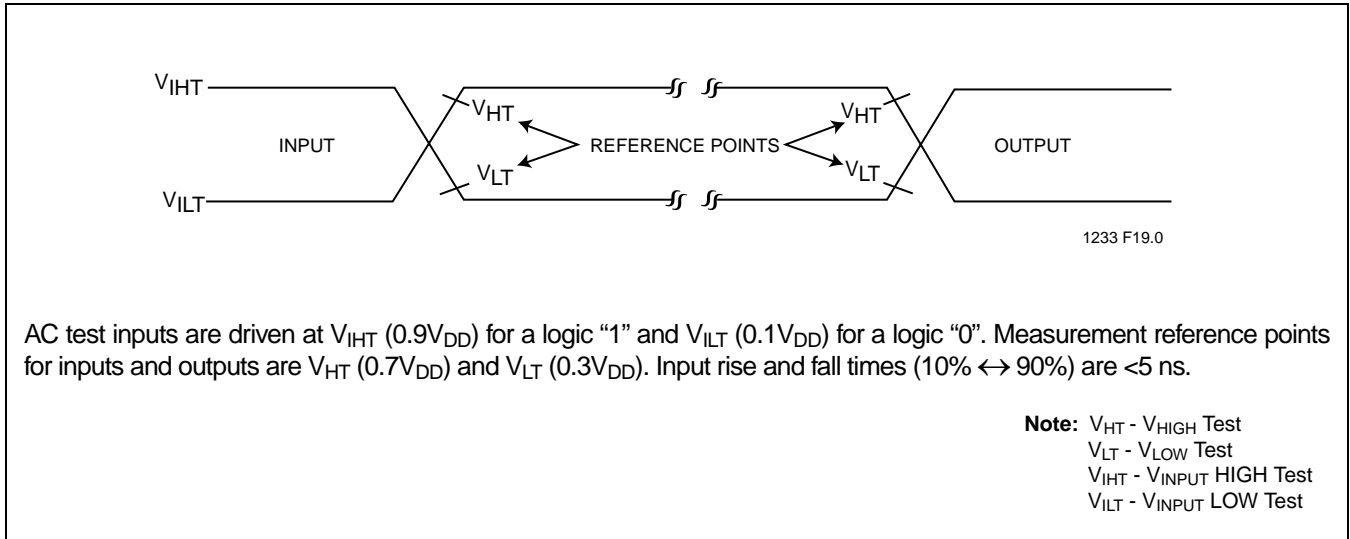 VIHT
VHT
VHT
INPUT
REFERENCE POINTS
OUTPUT
VLT
VLT
VILT
1233 F19.0
AC test inputs are driven at VIHT (0.9VDD) for a logic “1” and VILT (0.1VDD) for a logic “0”. Measurement reference points
for inputs and outputs are VHT (0.7VDD) and VLT (0.3VDD). Input rise and fall times (10% ↔ 90%) are <5 ns.
Note: VHT - VHIGH Test
VLT - VLOW Test
VIHT - VINPUT HIGH Test
VILT - VINPUT LOW Test